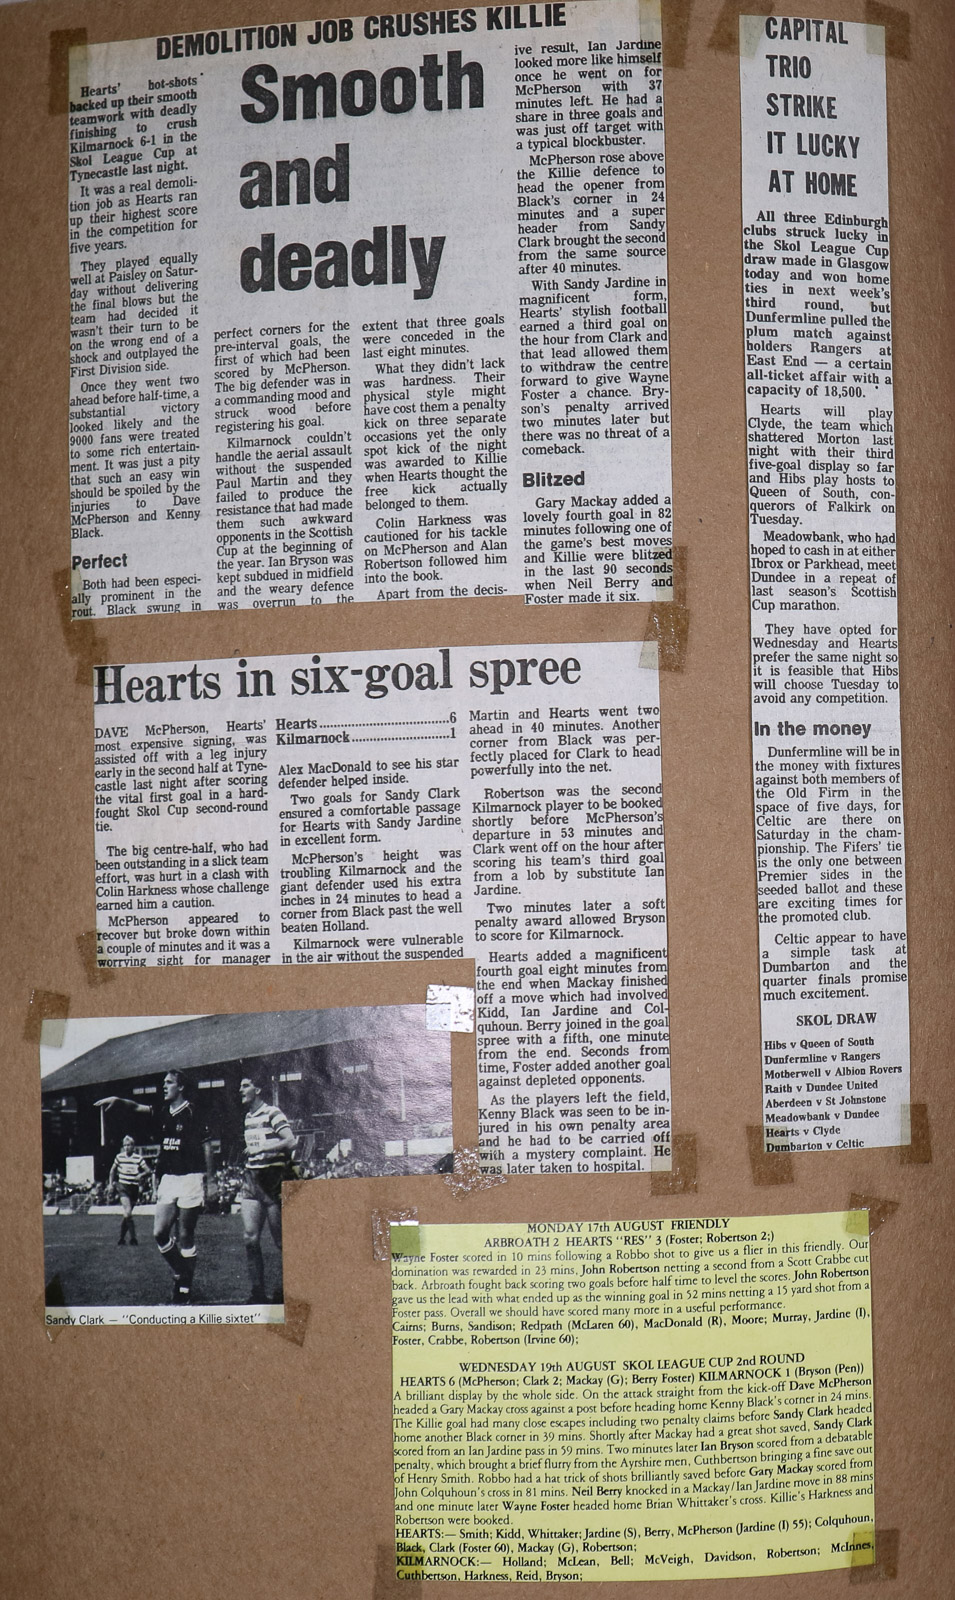 DEMOLITION JOB CRUSHES KILLIE
Smooth
and
deadly
Hearts' hot-shots
backed up their smooth
teamwork with deadly
finishing to crush
Kilmarnock 6-1 in the
Skol League Cup at
Tynecastle last night.
It was a real demoli-
tion job as Hearts ran
up their highest score
in the competition for
five years.
They played equally
well at Paisley on Satur-
day without delivering
the final blows but the
team had decided it
wasn't their turn to be
on the wrong end of a
shock and outplayed the
First Division side.
Once they went two
ahead before half-time, a
substantial victory
looked likely and the
9000 fans were treated
to some rich entertain-
ment. It was just a pity
that such an easy win
should be spoiled by the
injuries to Dave
McPherson and Kenny
Black.
Perfect
Both had been especi-
ally prominent in the
rout. Black swung in
perfect corners for the
pre-interval goals, the
first of which had been
scored by McPherson.
The big defender was in
a commanding mood and
struck wood before
registering his goal.
Kilmarnock couldn't
handle the aerial assault
without the suspended
Paul Martin and they
failed to produce the
resistance that had made
them such awkward
opponents in the Scottish
Cup at the beginning of
the year. Ian Bryson was
kept subdued in midfield
and the weary defence
was overrun to the
extent that three goals
were conceded in the
last eight minutes.
What they didn't lack
was hardness. Their
physical style might
have cost them a penalty
kick on three separate
occasions yet the only
spot kick of the night
was awarded to Killie
when Hearts thought the
free kick actually
belonged to them.
Colin Harkness was
cautioned for his tackle
on McPherson and Alan
Robertson followed him
into the book.
Apart from the decis-
ive result, Ian Jardine
looked more like himself
once he went on for
McPherson with 37
minutes left. He had a
share in three goals and
was just off target with
a typical blockbuster.
McPherson rose above
the Killie defence to
head the opener from
Black's corner in 24
minutes and a super
header from Sandy
Clark brought the second
from the same source
after 40 minutes.
With Sandy Jardine in
magnificent form,
Hearts' stylish football
earned a third goal on
the hour from Clark and
that lead allowed them
to withdraw the centre
forward to give Wayne
Foster a chance. Bry-
son's penalty arrived
two minutes later but
there was no threat of a
comeback.
Blitzed
Gary Mackay added a
lovely fourth goal in 82
minutes following one of
the game's best moves
and Killie were blitzed
in the last 90 seconds
when Neil Berry and
Foster made it six.
CAPITAL
TRIO
STRIKE
IT LUCKY
AT HOME
All three Edinburgh
clubs struck lucky in
the Skol League Cup
draw made in Glasgow
today and won home
ties in next week's
third round, but
Dunfermline pulled the
plum match against
holders Rangers at
East End — a certain
all-ticket affair with a
capacity of 18,500.
Hearts will play
Clyde, the team which
shattered Morton last
night with their third
five-goal display so far
and Hibs play hosts to
Queen of South, con-
querors of Falkirk on
Tuesday.
Meadowbank, who had
hoped to cash in at either
Ibrox or Parkhead, meet
Dundee in a repeat of
last season's Scottish
Cup marathon.
They have opted for
Wednesday and Hearts
prefer the same night so
it is feasible that Hibs
will choose Tuesday to
avoid any competition.
In the money
Dunfermline will be in
the money with fixtures
against both members of
the Old Firm in the
space of five days, for
Celtic are there on
Saturday in the cham-
pionship. The Fifers' tie
is the only one between
Premier sides in the
seeded ballot and these
are exciting times for
the promoted club.
Celtic appear to have
a simple task at
Dumbarton and the
quarter finals promise
much excitement.
SKOL DRAW
Hibs v Queen of South
Dunfermline v Rangers
Motherwell v Albion Rovers
Raith v Dundee United
Aberdeen v St Johnstone
Meadowbank v Dundee
Hearts v Clyde
Dumbarton v Celtic
Hearts in six-goal spree
DAVE McPHERSON, Hearts'
most expensive signing, was
assisted off with a leg injury
early in the second half at Tyne-
castle last night after scoring
the vital first goal in a hard-
fought Skol Cup second-round
tie.
The big centre-half, who had
been outstanding in a slick team
effort, was hurt in a clash with
Colin Harkness whose challenge
earned him a caution.
McPherson appeared to
recover but broke down within
a couple of minutes and it was a
worrying sight for manager
Hearts..............................6
Kilmarnock.......................1
Alex MacDonald to see his star
defender helped inside.
Two goals for Sandy Clark
ensured a comfortable passage
for Hearts with Sandy Jardine
in excellent form.
McPherson's height was
troubling Kilmarnock and the
giant defender used his extra
inches in 24 minutes to head a
corner from Black past the well
beaten Holland.
Kilmarnock were vulnerable
in the air without the suspended
Martin and Hearts went two
ahead in 40 minutes. Another
corner from Black was per-
fectly placed for Clark to head
powerfully into the net.
Robertson was the second
Kilmarnock player to be booked
shortly before McPherson's
departure in 53 minutes and
Clark went off on the hour after
scoring his team's third goal
from a lob by substitute Ian
Jardine.
Two minutes later a soft
penalty award allowed Bryson
to score for Kilmarnock.
Hearts added a magnificent
fourth goal eight minutes from
the end when Mackay finished
off a move which had involved
Kidd, Ian Jardine and Col-
quhoun. Berry joined in the goal
spree with a fifth, one minute
from the end. Seconds from
time, Foster added another goal
against depleted opponents.
As the players left the field,
Kenny Black was seen to be in-
jured in his own penalty area
and he had to be carried off
with a mystery complaint. He
was later taken to hospital.
Sandy Clark — "Conducting a Killie sixtet"
MONDAY 17th AUGUST FRIENDLY
ARBROATH 2 HEARTS "RES" 3 (Foster; Robertson 2;)
Wayne Foster scored in 10 mins following a Robbo shot to give us a flier in this friendly. Our
domination was rewarded in 23 mins, John Robertson netting a second from a Scott Crabbe cut
back. Arbroath fought back scoring two goals before half time to level the scores. John Robertson
gave us the lead with what ended up as the winning goal in 52 mins netting a 15 yard shot from a
Foster pass. Overall we should have scored many more in a useful performance.
Cairns; Burns, Sandison; Redpath (McLaren 60), MacDonald (R), Moore; Murray, Jardine (I),
Foster, Crabbe, Robertson (Irvine 60);
WEDNESDAY 19th AUGUST SKOL LEAGUE CUP 2nd ROUND
HEARTS 6 (McPherson; Clark 2; Mackay (G); Berry Foster) KILMARNOCK 1 (Bryson (Pen))
A brilliant display by the whole side. On the attack straight from the kick-off Dave McPherson
headed a Gary Mackay cross against a post before heading home Kenny Black's corner in 24 mins.
The Killie goal had many close escapes including two penalty claims before Sandy Clark headed
home another Black corner in 39 mins. Shortly after Mackay had a great shot saved, Sandy Clark
scored from an Ian Jardine pass in 59 mins. Two minutes later Ian Bryson scored from a debatable
penalty, which brought a brief flurry from the Ayrshire men, Cuthbertson bringing a fine save out
of Henry Smith. Robbo had a hat trick of shots brilliantly saved before Gary Mackay scored from
John Colquhoun's cross in 81 mins. Neil Berry knocked in a Mackay/Ian Jardine move in 88 mins
and one minute later Wayne Foster headed home Brian Whittaker's cross. Killie's Harkness and
Robertson were booked.
HEARTS:— Smith; Kidd, Whittaker; Jardine (S), Berry, McPherson (Jardine (I) 55); Colquhoun,
Black, Clark (Foster 60), Mackay (G), Robertson;
KILMARNOCK:— Holland; McLean, Bell; McVeigh, Davidson, Robertson; McInnes,
Cuthbertson, Harkness, Reid, Bryson;